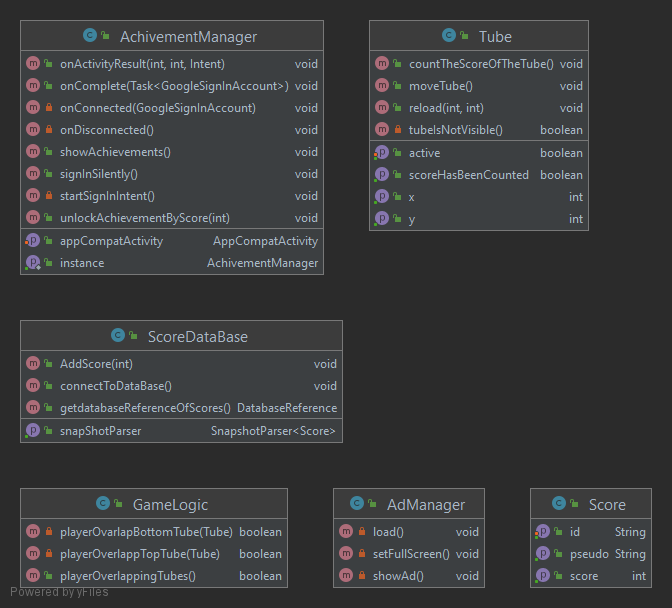 AchivementManager
onActivityResult(int, int, Intent) void
onComplete(Task<GoogleSignInAccount>) void
onConnected(GoogleSignInAccount) void
onDisconnected() void
showAchievements() void
signInSilently() void
startSignInIntent() void
unlockAchievementByScore(int) void
appCompatActivity AppCompatActivity
instance AchivementManager
Tube
countTheScoreOfTheTube() void
moveTube() void
reload(int, int) void
tubeIsNotVisible() boolean
active boolean
scoreHasBeenCounted boolean
x int
y int
ScoreDataBase
AddScore(int) void
connectToDataBase() void
getdatabaseReferenceOfScores() DatabaseReference
snapShotParser SnapshotParser<Score>
GameLogic
playerOvarlapBottomTube(Tube) boolean
playerOverlappTopTube(Tube) boolean
playerOverlappingTubes() boolean
AdManager
load() void
setFullScreen() void
showAd() void
Score
id String
pseudo String
score int
Powered by yFiles